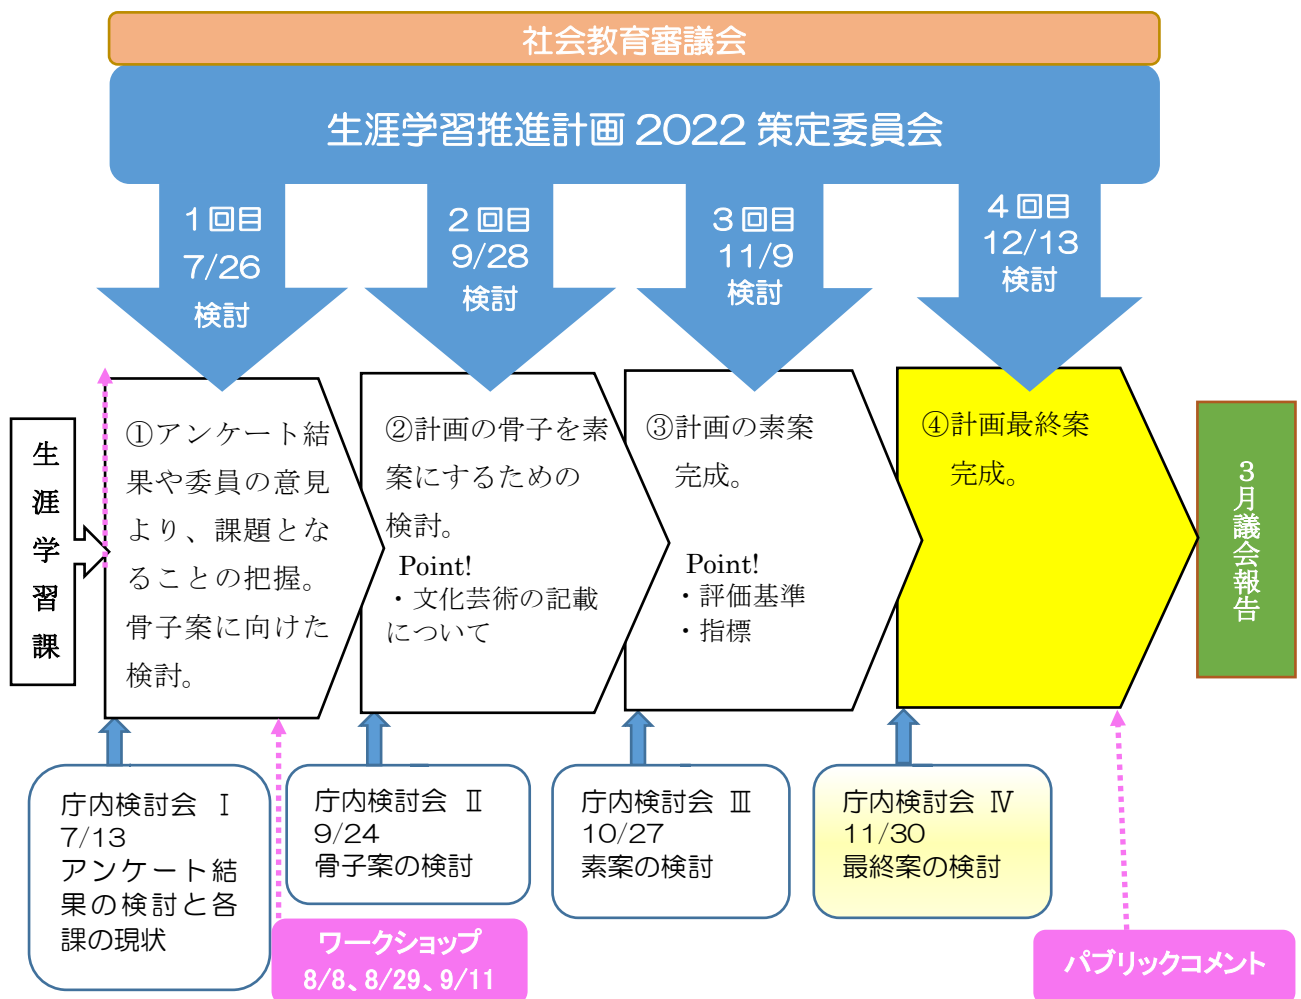 社会教育審議会
生涯学習推進計画 2022 策定委員会
1回目
7/26
検討
2回目
9/28
検討
3回目
11/9
検討
4回目
12/13
検討
生涯学習課
①アンケート結
果や委員の意見
より、課題とな
ることの把握。
骨子案に向けた
検討。
②計画の骨子を素
案にするための
検討。
Point!
・文化芸術の記載
について
③計画の素案
完成。
Point!
・評価基準
・指標
④計画最終案
完成。
3月議会報告
庁内検討会 Ⅰ
7/13
アンケート結
果の検討と各
課の現状
庁内検討会 Ⅱ
9/24
骨子案の検討
庁内検討会 Ⅲ
10/27
素案の検討
庁内検討会 Ⅳ
11/30
最終案の検討
ワークショップ
8/8、8/29、9/11
パブリックコメント